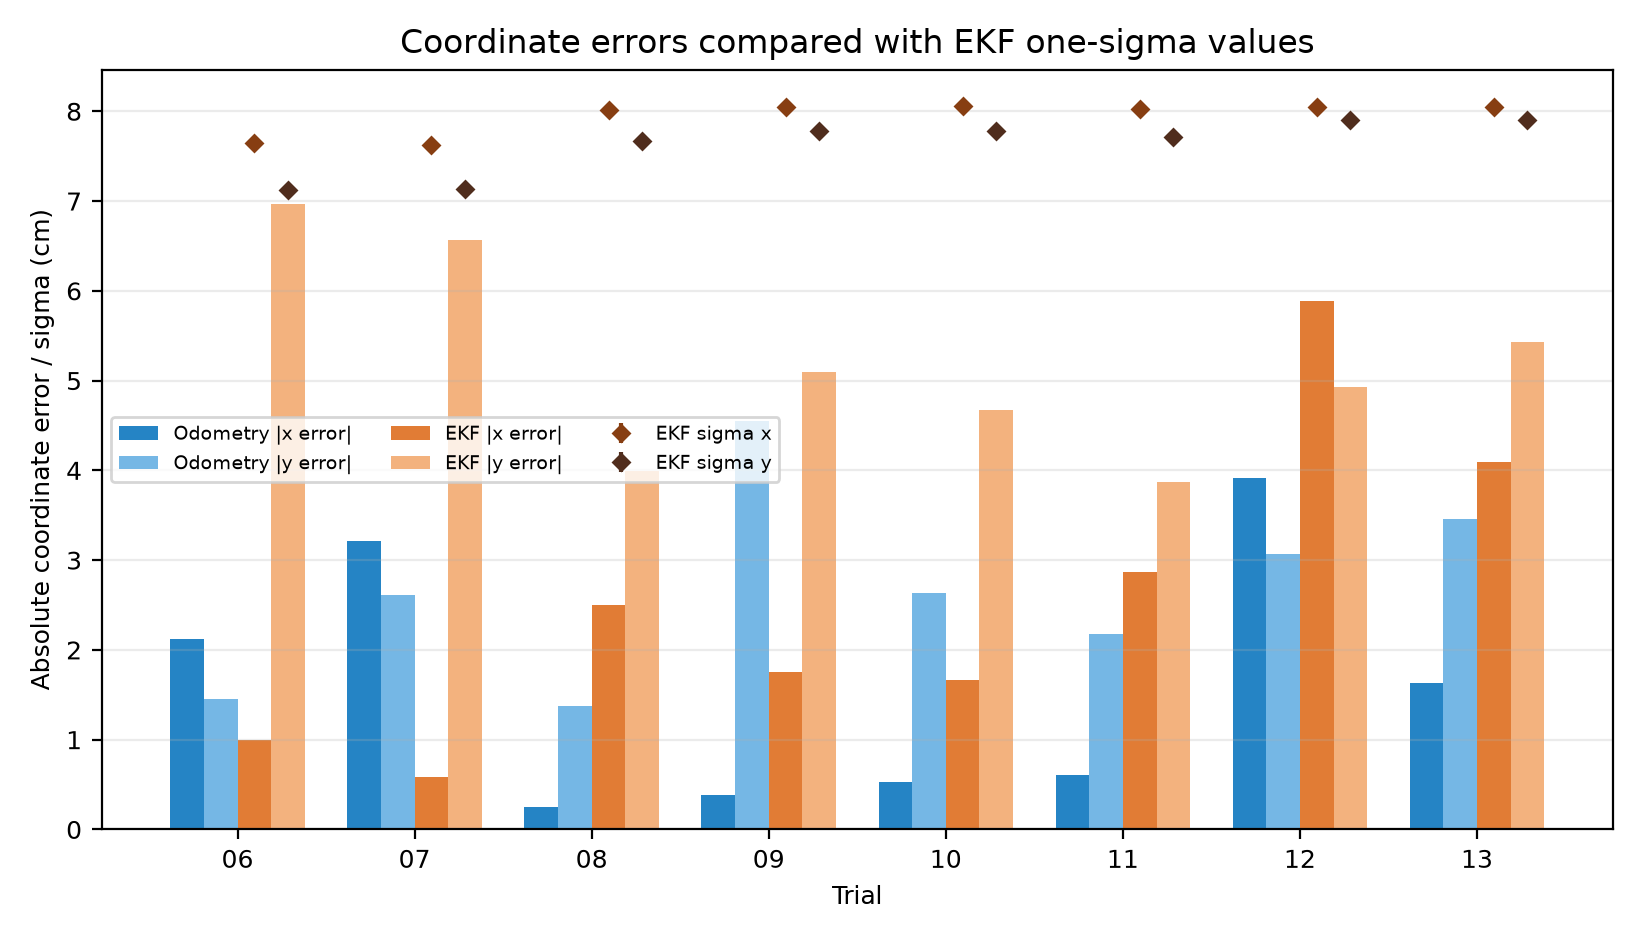 Coordinate errors compared with EKF one-sigma values
Absolute coordinate error / sigma (cm)
8
7
6
5
4
3
2
1
0
Odometry |x error|
Odometry |y error|
EKF |x error|
EKF |y error|
EKF sigma x
EKF sigma y
06 07 08 09 10 11 12 13
Trial